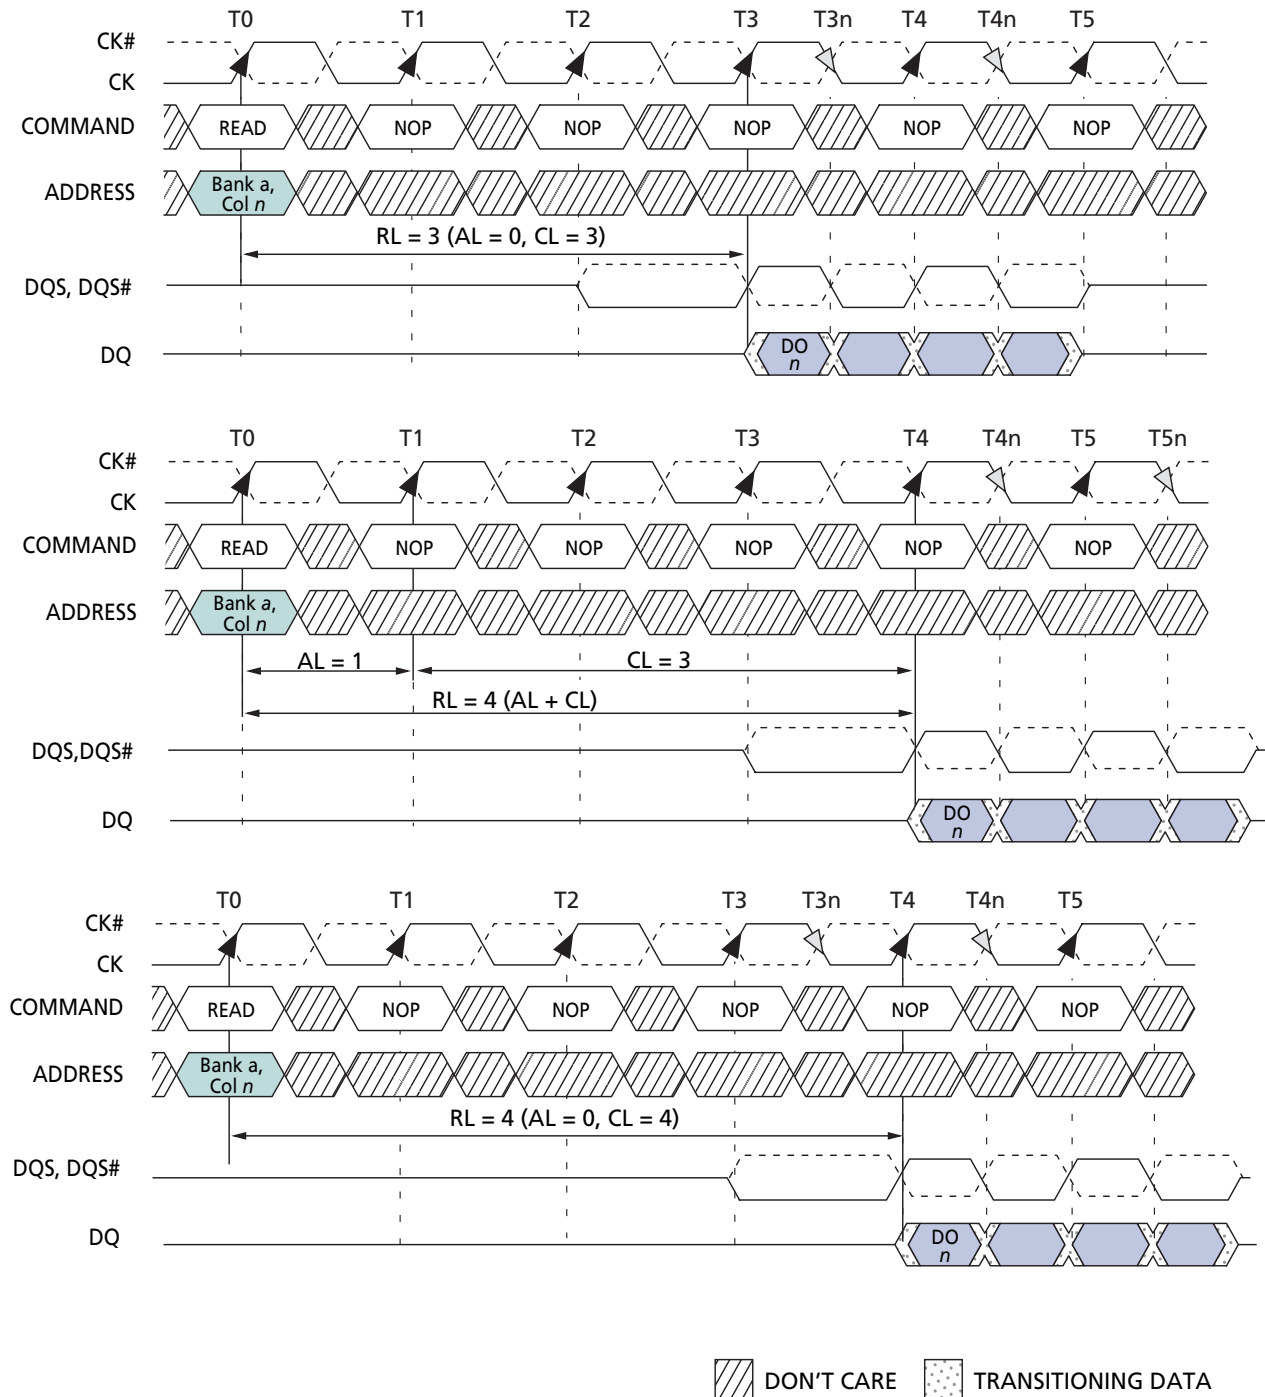 T0 T1 T2 T3 T3n T4 T4n T5
CK#
CK
COMMAND READ NOP NOP NOP NOP NOP
ADDRESS Bank a,
Col n
RL = 3 (AL = 0, CL = 3)
DQS, DQS#
DQ DO
n
T0 T1 T2 T3 T4 T4n T5 T5n
CK#
CK
COMMAND READ NOP NOP NOP NOP NOP
ADDRESS Bank a,
Col n
AL = 1 CL = 3
RL = 4 (AL + CL)
DQS,DQS#
DQ DO
n
T0 T1 T2 T3 T3n T4 T4n T5
CK#
CK
COMMAND READ NOP NOP NOP NOP NOP
ADDRESS Bank a,
Col n
RL = 4 (AL = 0, CL = 4)
DQS, DQS#
DQ DO
n
DON'T CARE TRANSITIONING DATA